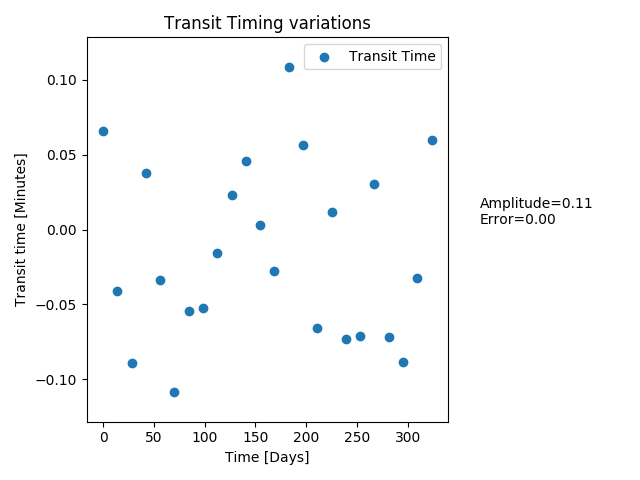 Transit Timing variations
Transit Time
0.10
0.05
0.00
−0.05
−0.10
Transit time [Minutes]
Amplitude=0.11
Error=0.00
0 50 100 150 200 250 300
Time [Days]